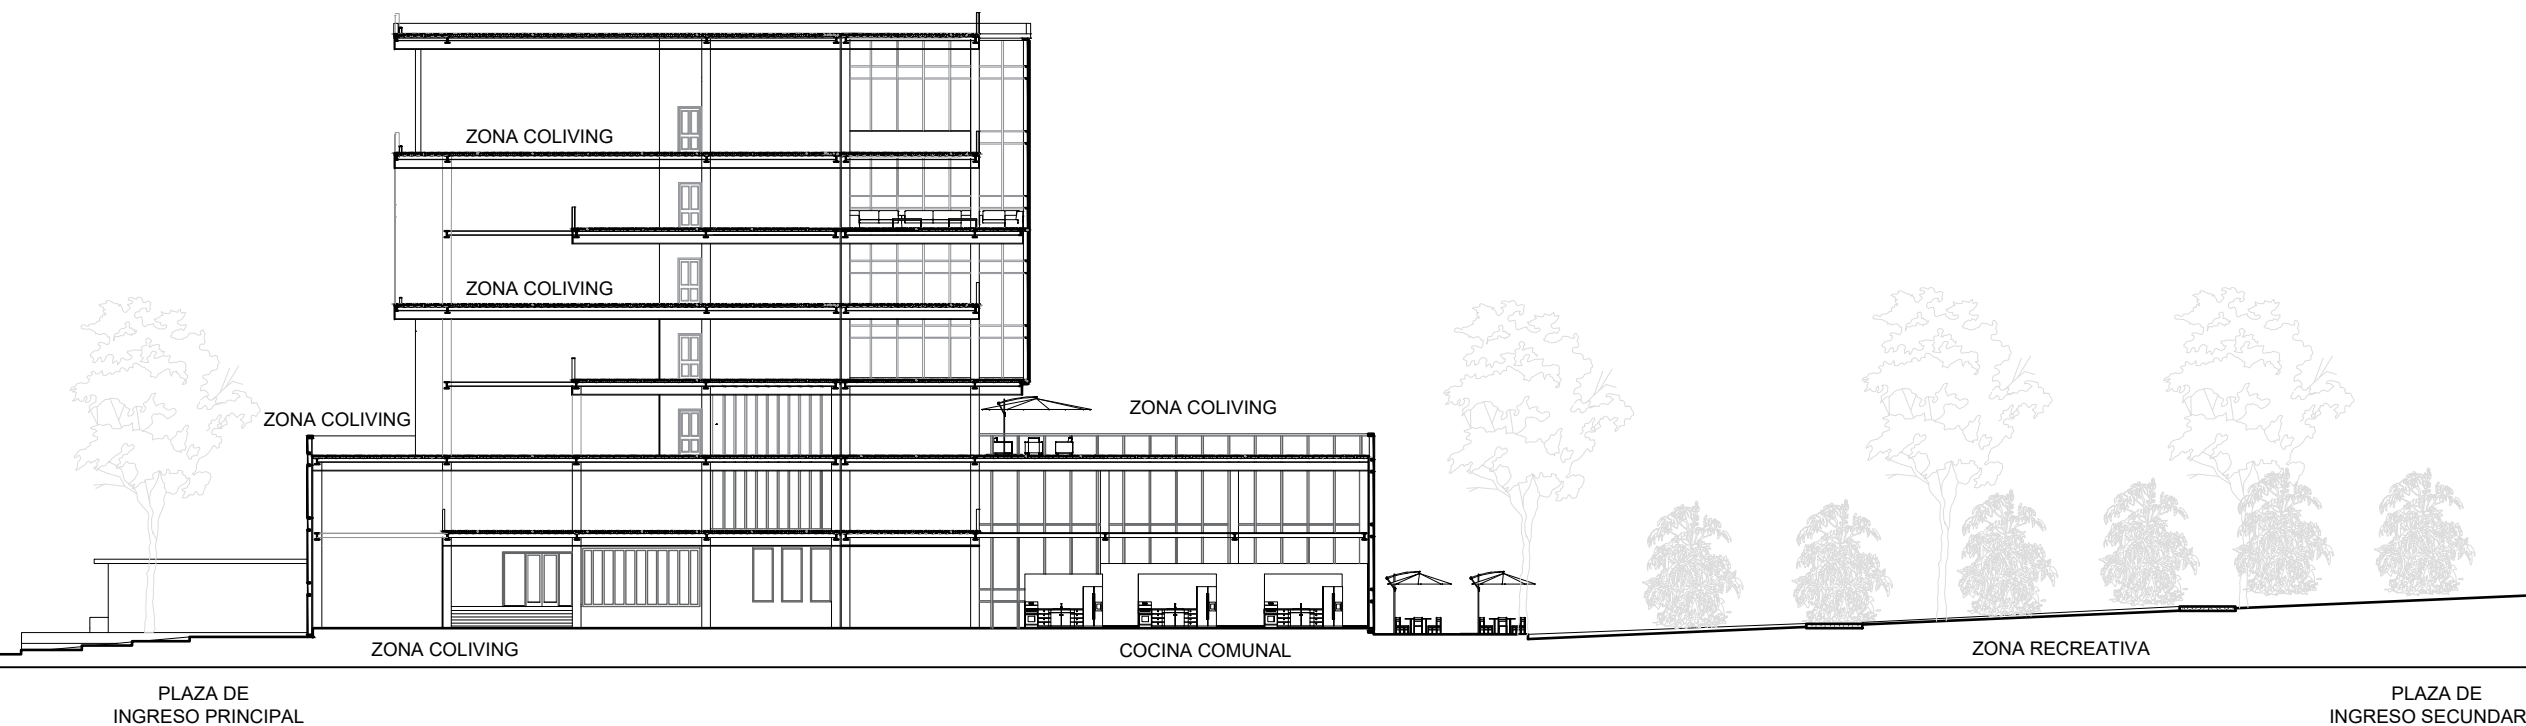 ZONA COLIVING
ZONA COLIVING
ZONA COLIVING
ZONA COLIVING
ZONA COLIVING
COCINA COMUNAL
ZONA RECREATIVA
PLAZA DE
INGRESO PRINCIPAL
PLAZA DE
INGRESO SECUNDAR